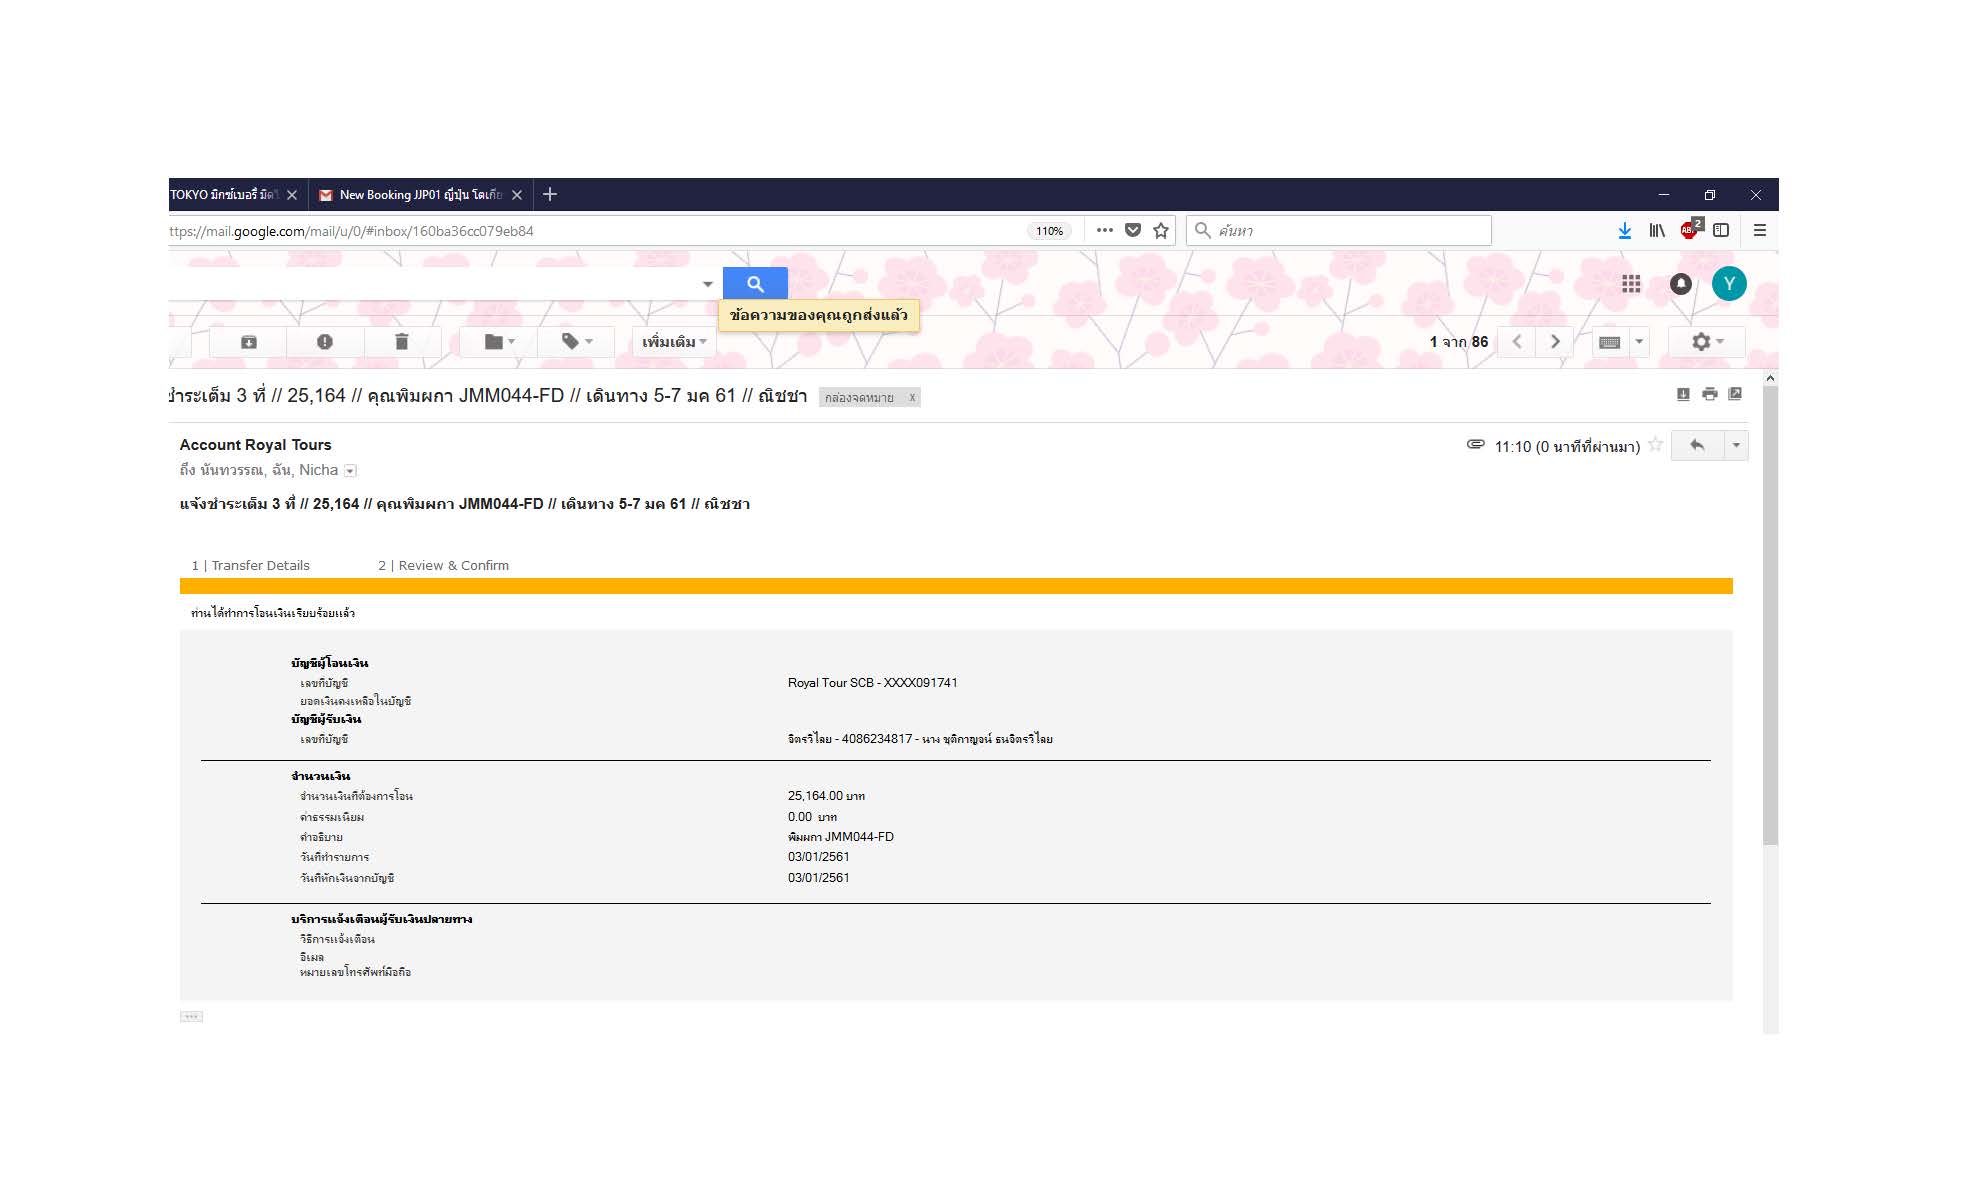 TOKYO มิกซ์เบอรี่ มิดไ
New Booking JJP01 ญี่ปุ่น โตเกีย
ttps://mail.google.com/mail/u/0/#inbox/160ba36cc079eb84
110%
ค้นหา
ABP
2
Y
ข้อความของคุณถูกส่งแล้ว
เพิ่มเติม
1 จาก 86
ชำระเต็ม 3 ที่ // 25,164 // คุณพิมผกา JMM044-FD // เดินทาง 5-7 มค 61 // ณิชชา
กล่องจดหมาย x
Account Royal Tours
11:10 (0 นาทีที่ผ่านมา)
ถึง นันทวรรณ, ฉัน, Nicha
แจ้งชำระเต็ม 3 ที่ // 25,164 // คุณพิมผกา JMM044-FD // เดินทาง 5-7 มค 61 // ณิชชา
1 | Transfer Details
2 | Review & Confirm
ท่านได้ทำการโอนเงินเรียบร้อยแล้ว
บัญชีผู้โอนเงิน
เลขที่บัญชี Royal Tour SCB - XXXX091741
ยอดเงินคงเหลือในบัญชี
บัญชีผู้รับเงิน
เลขที่บัญชี จิตรวิไลย - 4086234817 - นาง ชุติกาญจน์ ธนจิตรวิไลย
จำนวนเงิน
จำนวนเงินที่ต้องการโอน 25,164.00 บาท
ค่าธรรมเนียม 0.00 บาท
คำอธิบาย พิมผกา JMM044-FD
วันที่ทำรายการ 03/01/2561
วันที่หักเงินจากบัญชี 03/01/2561
บริการแจ้งเตือนผู้รับเงินปลายทาง
วิธีการแจ้งเตือน
อีเมล
หมายเลขโทรศัพท์มือถือ